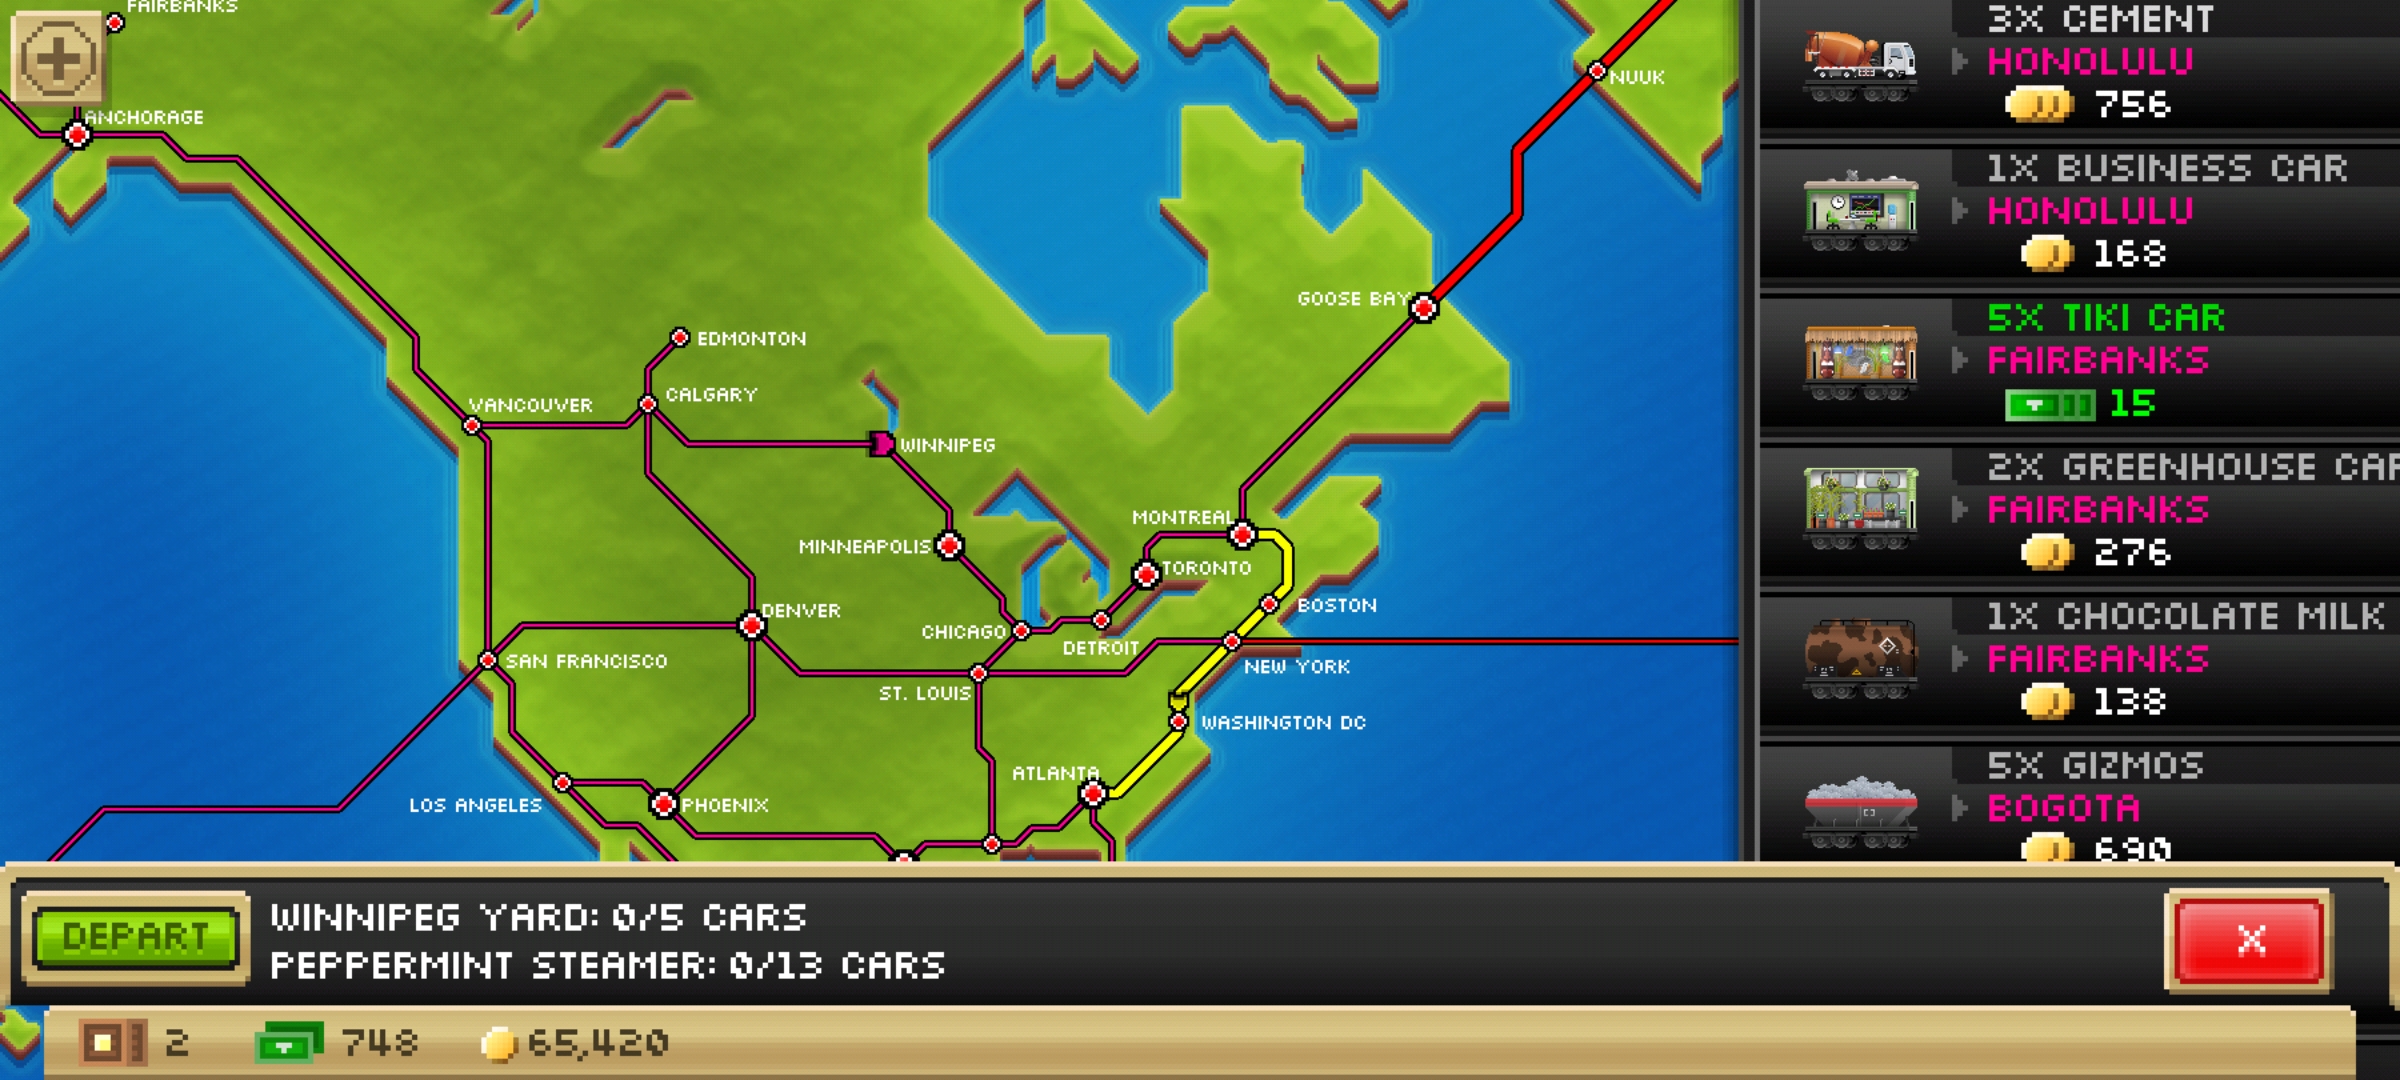 FAIRBANKS
ANCHORAGE
NUUK
GOOSE BAY
EDMONTON
CALGARY
VANCOUVER
WINNIPEG
MONTREAL
MINNEAPOLIS
TORONTO
DENVER
BOSTON
CHICAGO
DETROIT
SAN FRANCISCO
NEW YORK
ST. LOUIS
WASHINGTON DC
ATLANTA
LOS ANGELES
PHOENIX
3X CEMENT
HONOLULU
756
1X BUSINESS CAR
HONOLULU
168
5X TIKI CAR
FAIRBANKS
15
2X GREENHOUSE CAR
FAIRBANKS
276
1X CHOCOLATE MILK
FAIRBANKS
138
5X GIZMOS
BOGOTA
690
DEPART
WINNIPEG YARD: 0/5 CARS
PEPPERMINT STEAMER: 0/13 CARS
X
2
748
65,420